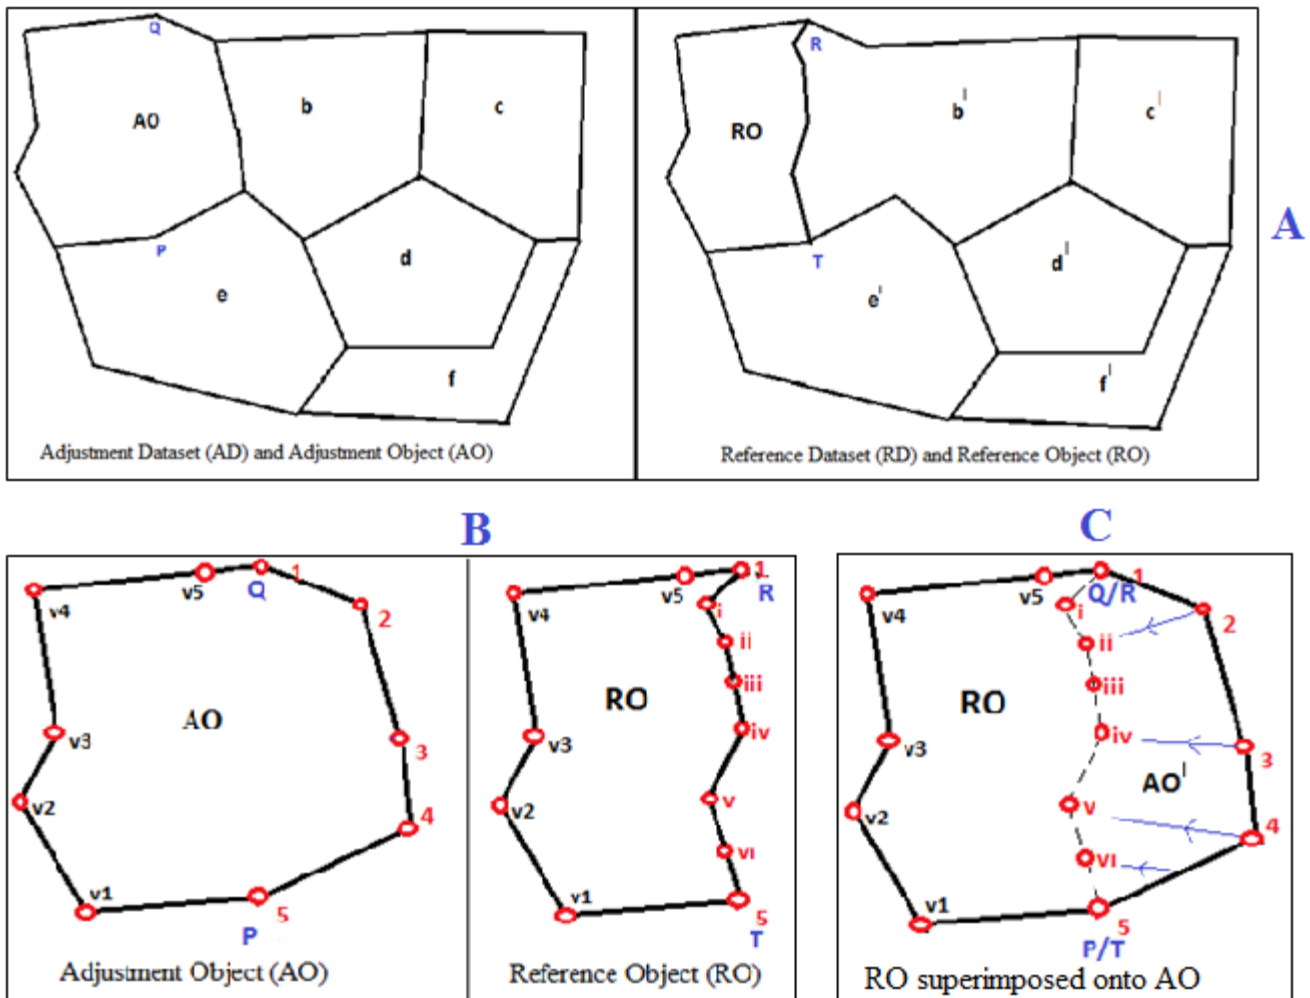 Q
AO
b
c
P
d
e
f
Adjustment Dataset (AD) and Adjustment Object (AO)
R
RO
b|
c|
T
d|
e|
f|
Reference Dataset (RD) and Reference Object (RO)
A
B
C
v4
v5
Q
1
2
AO
v3
3
v2
4
v1
5
P
Adjustment Object (AO)
v4
v5
1
R
i
ii
RO
iii
iv
v3
v2
v
vi
v1
5
T
Reference Object (RO)
v4
v5
1
Q/R
i
2
ii
RO
iii
iv
v3
3
AO|
v2
v
4
vi
v1
5
P/T
RO superimposed onto AO